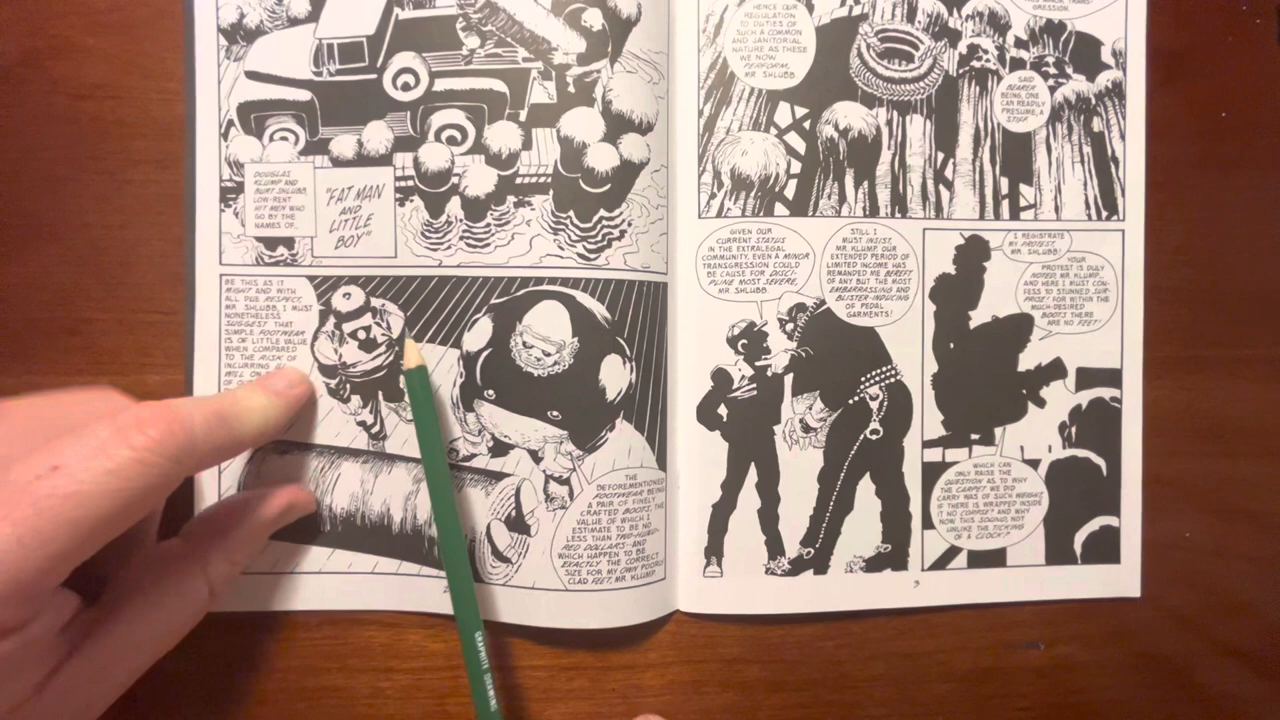 DOUGLAS
KLUMP AND
BURT SHLUBB,
LOW-RENT
HIT MEN WHO
GO BY THE
NAMES OF...
"FAT MAN
AND
LITTLE
BOY"
BE THIS AS IT
MIGHT AND WITH
ALL DUE RESPECT,
MR. SHLUBB, I MUST
NONETHELESS
SUGGEST THAT
SIMPLE FOOTWEAR
IS OF LITTLE VALUE
WHEN COMPARED
TO THE RISK OF
INCURRING
WILL ON
OF
THE
BEFOREMENTIONED
FOOTWEAR BEING
A PAIR OF FINELY
CRAFTED BOOTS, THE
VALUE OF WHICH I
ESTIMATE TO BE NO
LESS THAN TWO-HUND-
RED DOLLARS--AND
WHICH HAPPEN TO BE
EXACTLY THE CORRECT
SIZE FOR MY OWN POORLY
CLAD FEET, MR. KLUMP.
HENCE OUR
REGULATION
TO DUTIES OF
SUCH A COMMON
AND JANITORIAL
NATURE AS THESE
WE NOW
PERFORM,
MR. SHLUBB.
THIS MINOR TRANS-
GRESSION.
SAID
BEARER
BEING, ONE
CAN READILY
PRESUME, A
STIFF.
GIVEN OUR
CURRENT STATUS
IN THE EXTRALEGAL
COMMUNITY, EVEN A MINOR
TRANSGRESSION COULD
BE CAUSE FOR DISCI-
PLINE MOST SEVERE,
MR. SHLUBB.
STILL I
MUST INSIST,
MR. KLUMP. OUR
EXTENDED PERIOD OF
LIMITED INCOME HAS
REMANDED ME BEREFT
OF ANY BUT THE MOST
EMBARRASSING AND
BLISTER-INDUCING
OF PEDAL
GARMENTS!
I REGISTRATE
MY PROTEST,
MR. SHLUBB!
YOUR
PROTEST IS DULY
NOTED, MR. KLUMP...
AND HERE I MUST CON-
FESS TO STUNNED SUR-
PRISE! FOR WITHIN THE
MUCH-DESIRED
BOOTS THERE
ARE NO FEET!
WHICH CAN
ONLY RAISE THE
QUESTION AS TO WHY
THE CARPET WE DID
CARRY WAS OF SUCH WEIGHT,
IF THERE IS WRAPPED INSIDE
IT NO CORPSE? AND WHY
NOW THIS SOUND, NOT
UNLIKE THE TICKING
OF A CLOCK?
3
GRAPHITE DRAWING